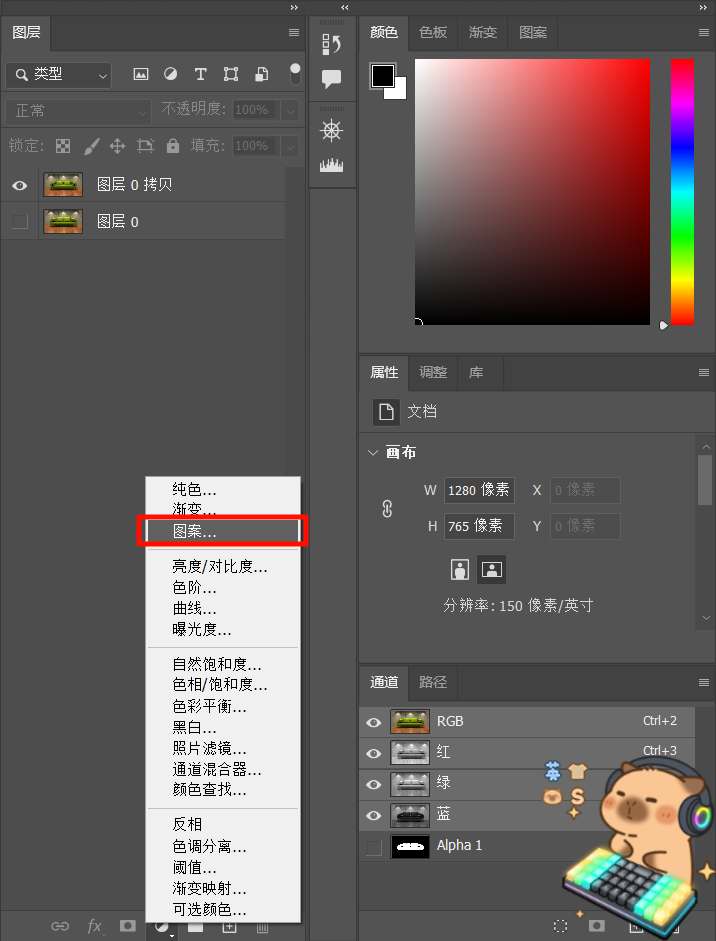 图层
类型
正常
不透明度: 100%
锁定:
填充: 100%
图层 0 拷贝
图层 0
纯色...
渐变...
图案...
亮度/对比度...
色阶...
曲线...
曝光度...
自然饱和度...
色相/饱和度...
色彩平衡...
黑白...
照片滤镜...
通道混合器...
颜色查找...
反相
色调分离...
阈值...
渐变映射...
可选颜色...
fx
颜色 色板 渐变 图案
属性 调整 库
文档
画布
W 1280 像素 X 0 像素
H 765 像素 Y 0 像素
分辨率: 150 像素/英寸
通道 路径
RGB Ctrl+2
红 Ctrl+3
绿
蓝
Alpha 1
英
S